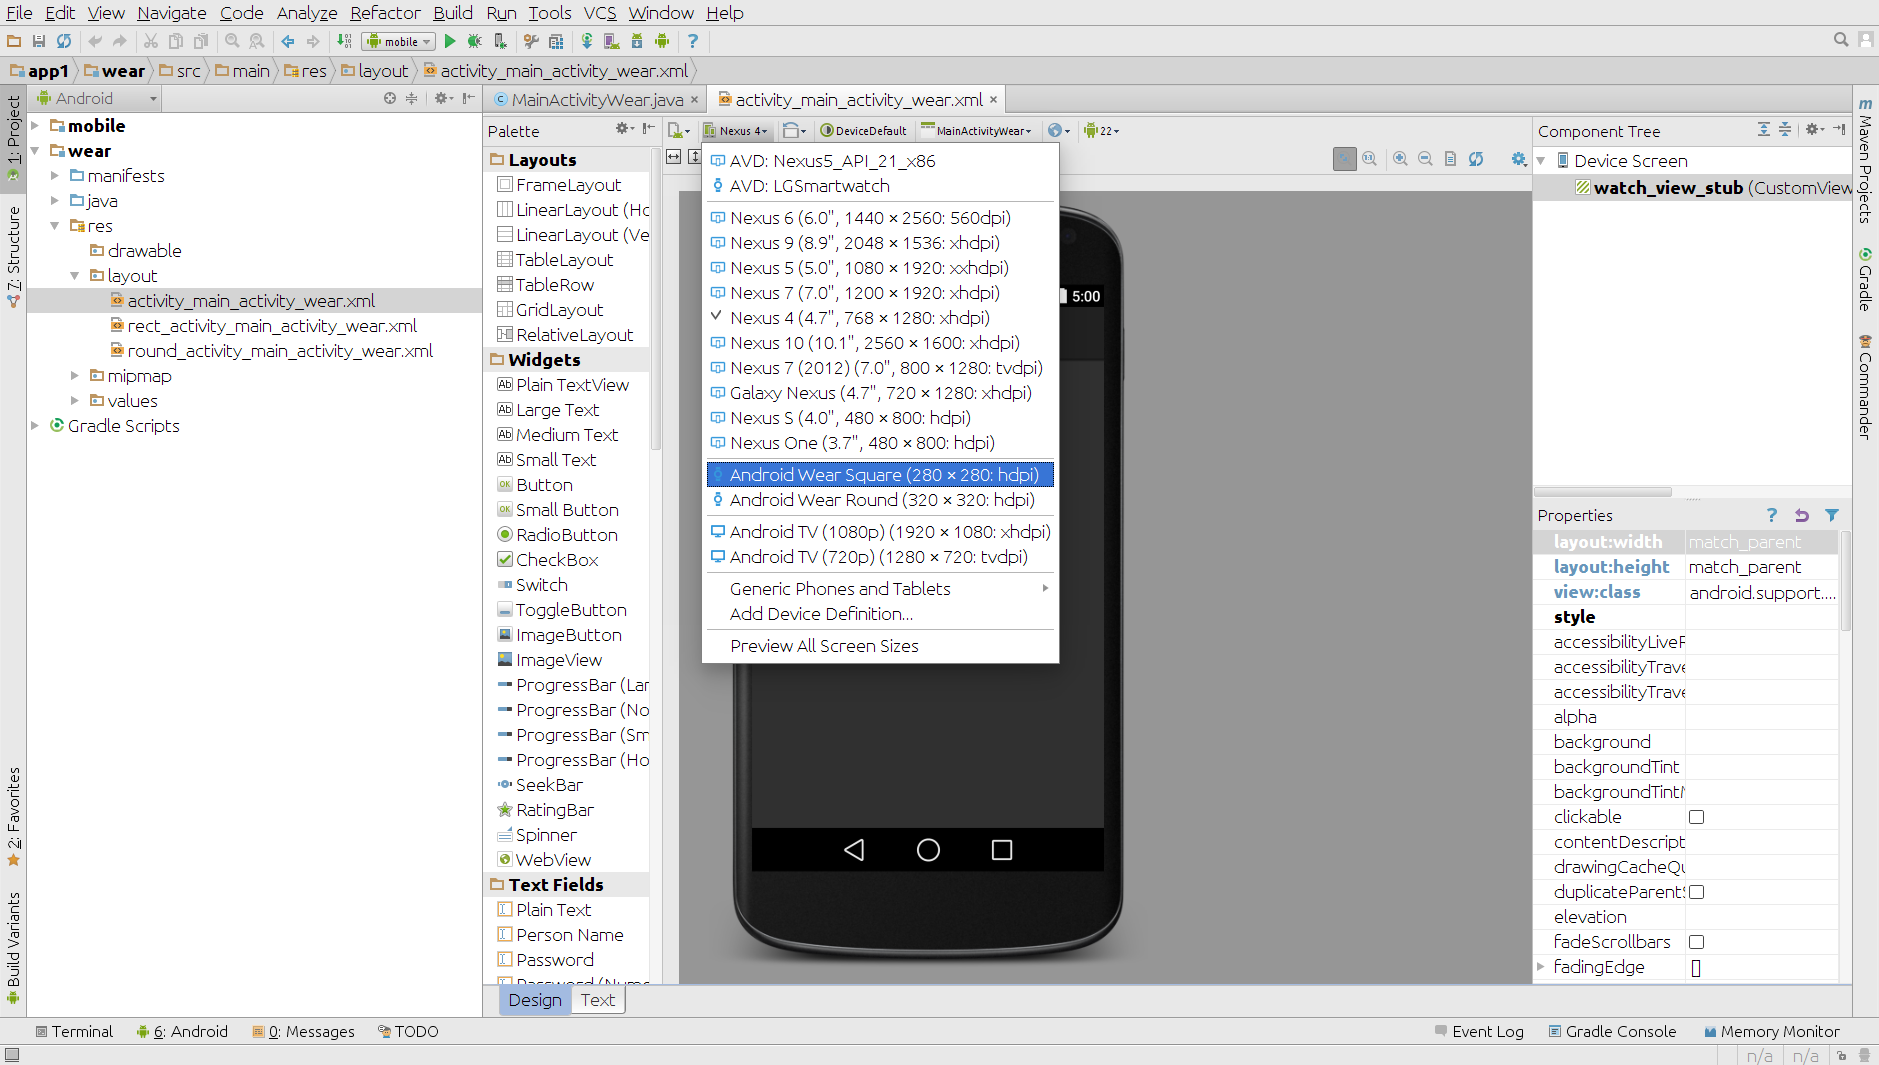 File Edit View Navigate Code Analyze Refactor Build Run Tools VCS Window Help
mobile
app1 wear src main res layout activity_main_activity_wear.xml
1: Project
7: Structure
2: Favorites
Build Variants
Android
mobile
wear
manifests
java
res
drawable
layout
activity_main_activity_wear.xml
rect_activity_main_activity_wear.xml
round_activity_main_activity_wear.xml
mipmap
values
Gradle Scripts
MainActivityWear.java activity_main_activity_wear.xml
Palette
Layouts
FrameLayout
LinearLayout (Ho
LinearLayout (Ve
TableLayout
TableRow
GridLayout
RelativeLayout
Widgets
Plain TextView
Large Text
Medium Text
Small Text
Button
Small Button
RadioButton
CheckBox
Switch
ToggleButton
ImageButton
ImageView
ProgressBar (Lar
ProgressBar (No
ProgressBar (Sm
ProgressBar (Ho
SeekBar
RatingBar
Spinner
WebView
Text Fields
Plain Text
Person Name
Password
Password (Nume
Nexus 4 DeviceDefault MainActivityWear 22
AVD: Nexus5_API_21_x86
AVD: LGSmartwatch
Nexus 6 (6.0", 1440 × 2560: 560dpi)
Nexus 9 (8.9", 2048 × 1536: xhdpi)
Nexus 5 (5.0", 1080 × 1920: xxhdpi)
Nexus 7 (7.0", 1200 × 1920: xhdpi)
Nexus 4 (4.7", 768 × 1280: xhdpi)
Nexus 10 (10.1", 2560 × 1600: xhdpi)
Nexus 7 (2012) (7.0", 800 × 1280: tvdpi)
Galaxy Nexus (4.7", 720 × 1280: xhdpi)
Nexus S (4.0", 480 × 800: hdpi)
Nexus One (3.7", 480 × 800: hdpi)
Android Wear Square (280 × 280: hdpi)
Android Wear Round (320 × 320: hdpi)
Android TV (1080p) (1920 × 1080: xhdpi)
Android TV (720p) (1280 × 720: tvdpi)
Generic Phones and Tablets
Add Device Definition...
Preview All Screen Sizes
5:00
Design Text
Component Tree
Device Screen
watch_view_stub (CustomView
Properties
layout:width match_parent
layout:height match_parent
view:class android.support....
style
accessibilityLiveR
accessibilityTrave
accessibilityTrave
alpha
background
backgroundTint
backgroundTintM
clickable
contentDescript
drawingCacheQu
duplicateParentS
elevation
fadeScrollbars
fadingEdge []
Maven Projects
Gradle
Commander
Terminal 6: Android 0: Messages TODO Event Log Gradle Console Memory Monitor
n/a n/a